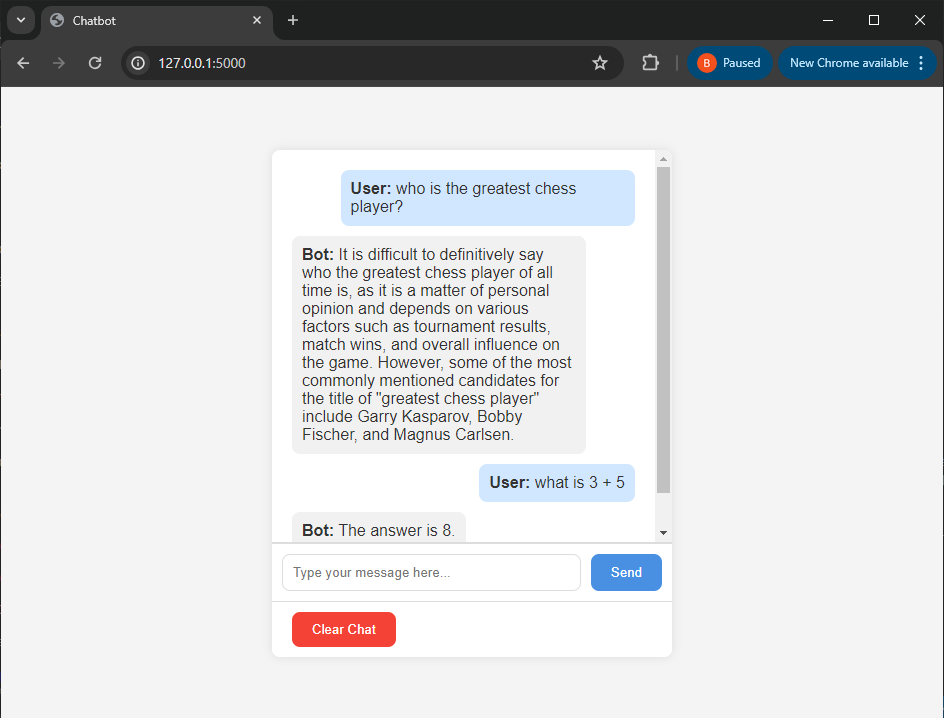 Chatbot
127.0.0.1:5000
B Paused
New Chrome available
User: who is the greatest chess
player?
Bot: It is difficult to definitively say
who the greatest chess player of all
time is, as it is a matter of personal
opinion and depends on various
factors such as tournament results,
match wins, and overall influence on
the game. However, some of the most
commonly mentioned candidates for
the title of "greatest chess player"
include Garry Kasparov, Bobby
Fischer, and Magnus Carlsen.
User: what is 3 + 5
Bot: The answer is 8.
Type your message here...
Send
Clear Chat